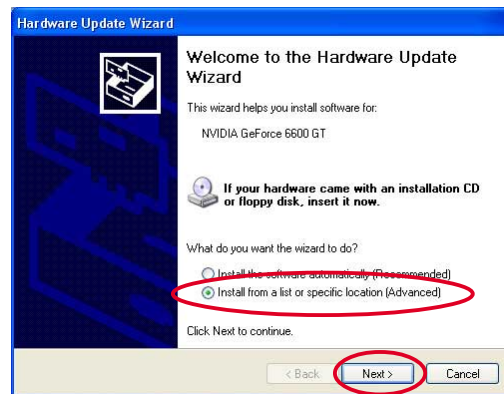 Hardware Update Wizard
Welcome to the Hardware Update
Wizard
This wizard helps you install software for:
NVIDIA GeForce 6600 GT
If your hardware came with an installation CD
or floppy disk, insert it now.
What do you want the wizard to do?
Install the software automatically (Recommended)
Install from a list or specific location (Advanced)
Click Next to continue.
< Back
Next >
Cancel